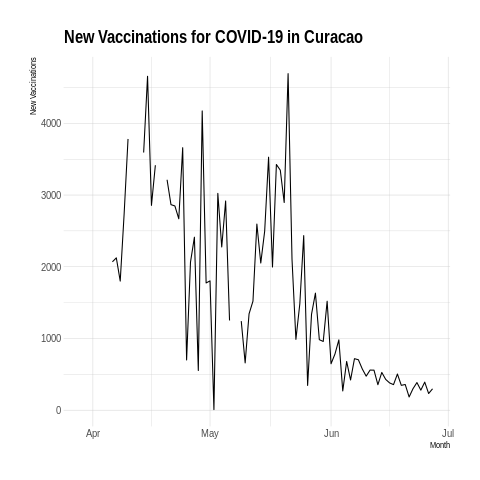 New Vaccinations for COVID-19 in Curacao
New Vaccinations
4000
3000
2000
1000
0
Apr May Jun Jul
Month